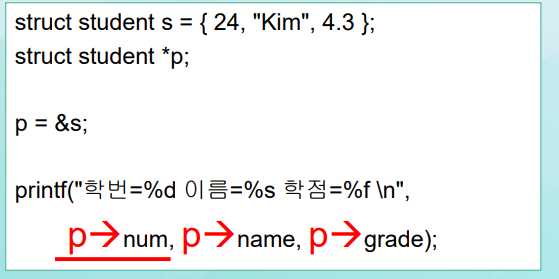 struct student s = { 24, "Kim", 4.3 };
struct student *p;
p = &s;
printf("학번=%d 이름=%s 학점=%f \n",
p→num, p→name, p→grade);